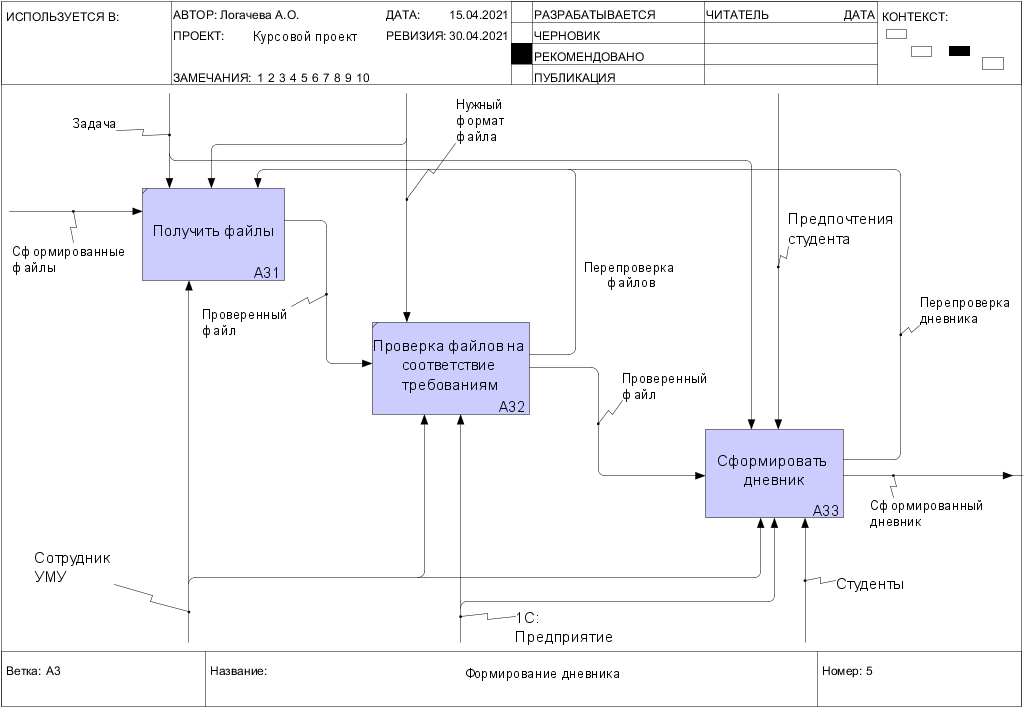 ИСПОЛЬЗУЕТСЯ В:
АВТОР: Логачева А.О.
ДАТА: 15.04.2021
РАЗРАБАТЫВАЕТСЯ
ЧИТАТЕЛЬ
ДАТА
КОНТЕКСТ:
ПРОЕКТ: Курсовой проект
РЕВИЗИЯ: 30.04.2021
ЧЕРНОВИК
РЕКОМЕНДОВАНО
ЗАМЕЧАНИЯ: 1 2 3 4 5 6 7 8 9 10
ПУБЛИКАЦИЯ
Задача
Нужный
формат
файла
Получить файлы
A31
Сформированные
файлы
Предпочтения
студента
Перепроверка
файлов
Перепроверка
дневника
Проверенный
файл
Проверка файлов на
соответствие
требованиям
A32
Проверенный
файл
Сформировать
дневник
A33
Сформированный
дневник
Сотрудник
УМУ
Студенты
1С:
Предприятие
Ветка: A3
Название:
Формирование дневника
Номер: 5